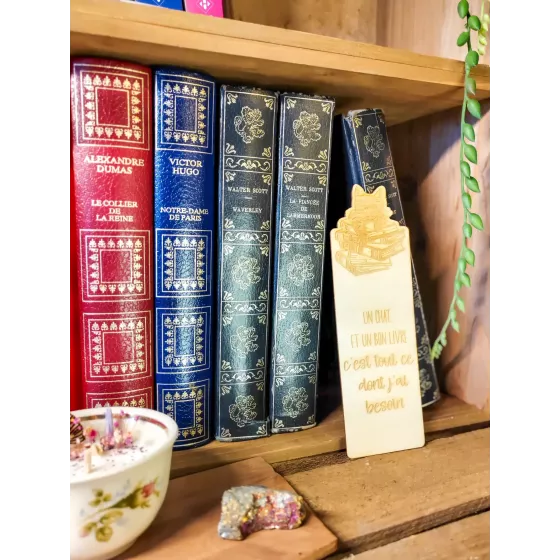 ALEXANDRE
DUMAS
LE COLLIER
DE
LA REINE
VICTOR
HUGO
NOTRE-DAME
DE PARIS
WALTER SCOTT
WAVERLEY
WALTER SCOTT
LA FIANCÉE
DE
LAMMERMOOR
UN CHAT
ET UN BON LIVRE
c'est tout ce
dont j'ai
besoin